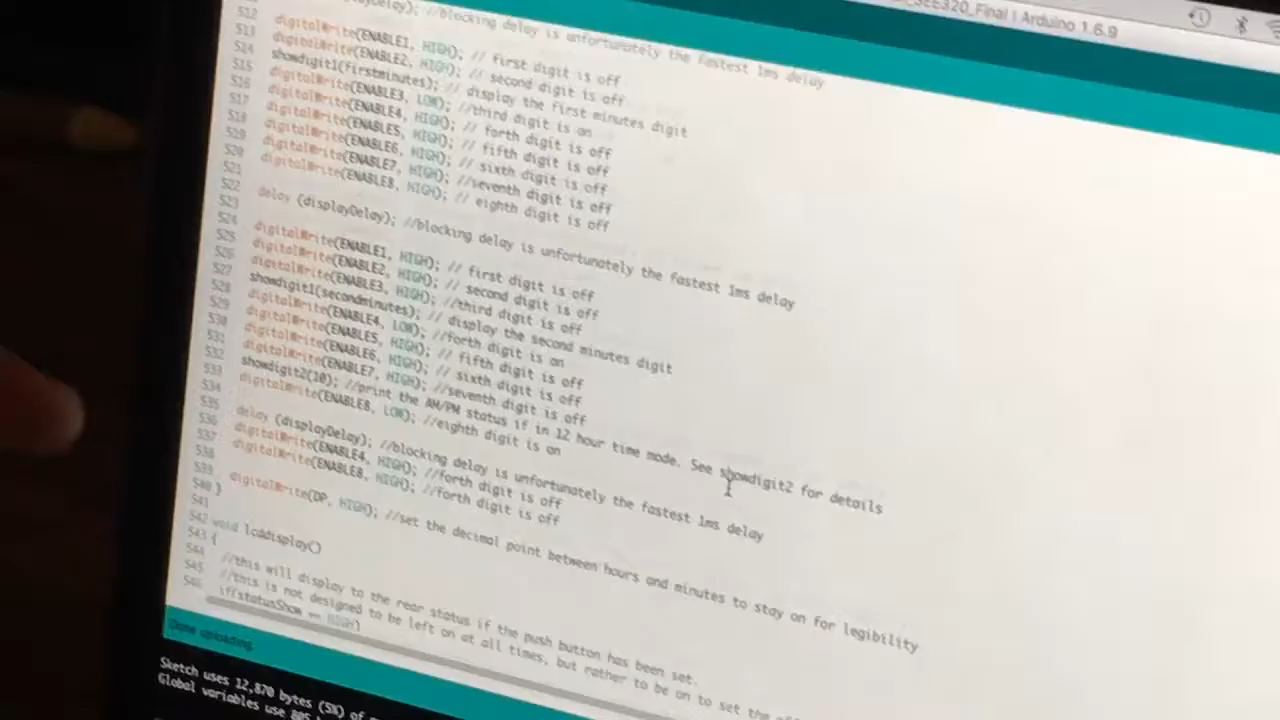 SEE320_Final | Arduino 1.6.9
512 displayDelay); //blocking delay is unfortunately the fastest 1ms delay
513
514 digitalWrite(ENABLE1, HIGH); // first digit is off
515 digitalWrite(ENABLE2, HIGH); // second digit is off
516 showdigit1(firstminutes); // display the first minutes digit
517 digitalWrite(ENABLE3, LOW); //third digit is on
518 digitalWrite(ENABLE4, HIGH); // forth digit is off
519 digitalWrite(ENABLE5, HIGH); // fifth digit is off
520 digitalWrite(ENABLE6, HIGH); // sixth digit is off
521 digitalWrite(ENABLE7, HIGH); //seventh digit is off
522 digitalWrite(ENABLE8, HIGH); // eighth digit is off
523
524 delay (displayDelay); //blocking delay is unfortunately the fastest 1ms delay
525
526 digitalWrite(ENABLE1, HIGH); // first digit is off
527 digitalWrite(ENABLE2, HIGH); // second digit is off
528 digitalWrite(ENABLE3, HIGH); //third digit is off
529 showdigit1(secondminutes); // display the second minutes digit
530 digitalWrite(ENABLE4, LOW); //forth digit is on
531 digitalWrite(ENABLE5, HIGH); // fifth digit is off
532 digitalWrite(ENABLE6, HIGH); // sixth digit is off
533 digitalWrite(ENABLE7, HIGH); //seventh digit is off
534 showdigit2(10); //print the AM/PM status if in 12 hour time mode. See showdigit2 for details
535 digitalWrite(ENABLE8, LOW); //eighth digit is on
536 delay (displayDelay); //blocking delay is unfortunately the fastest 1ms delay
537 digitalWrite(ENABLE4, HIGH); //forth digit is off
538 digitalWrite(ENABLE8, HIGH); //forth digit is off
539 digitalWrite(DP, HIGH); //set the decimal point between hours and minutes to stay on for legibility
540 }
541
542 void lcddisplay()
543 {
544 //this will display to the rear status if the push button has been set.
545 //this is not designed to be left on at all times, but rather to be on to set the
546 if(statusShow == HIGH)
Done uploading.
Sketch uses 12,870 bytes (5%) of
Global variables use